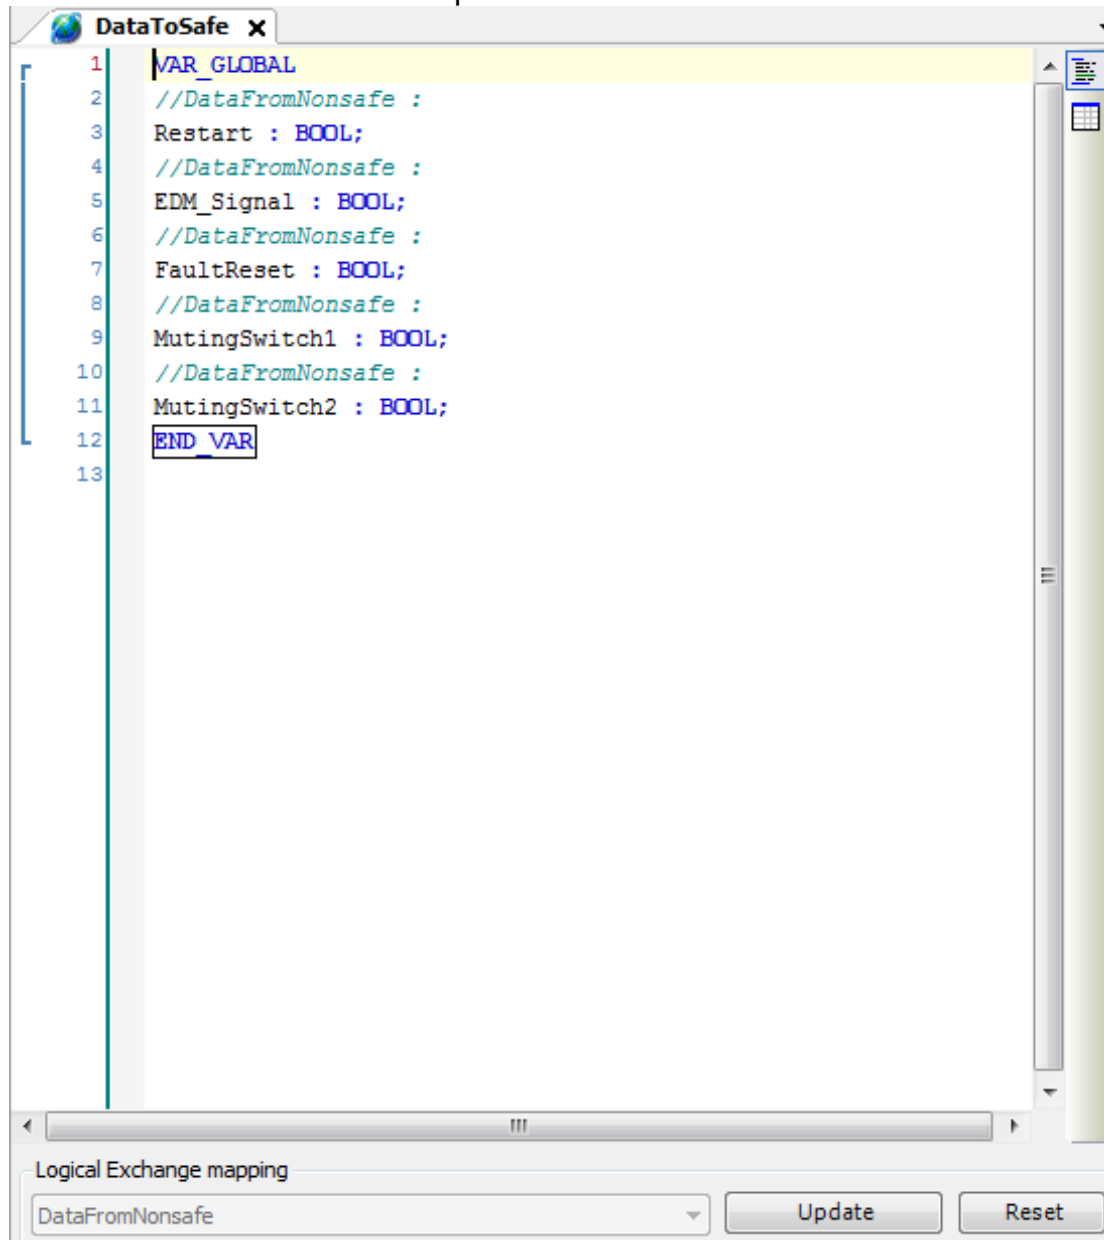 DataToSafe x
1 VAR_GLOBAL
2 //DataFromNonsafe :
3 Restart : BOOL;
4 //DataFromNonsafe :
5 EDM_Signal : BOOL;
6 //DataFromNonsafe :
7 FaultReset : BOOL;
8 //DataFromNonsafe :
9 MutingSwitch1 : BOOL;
10 //DataFromNonsafe :
11 MutingSwitch2 : BOOL;
12 END_VAR
13
Logical Exchange mapping
DataFromNonsafe Update Reset